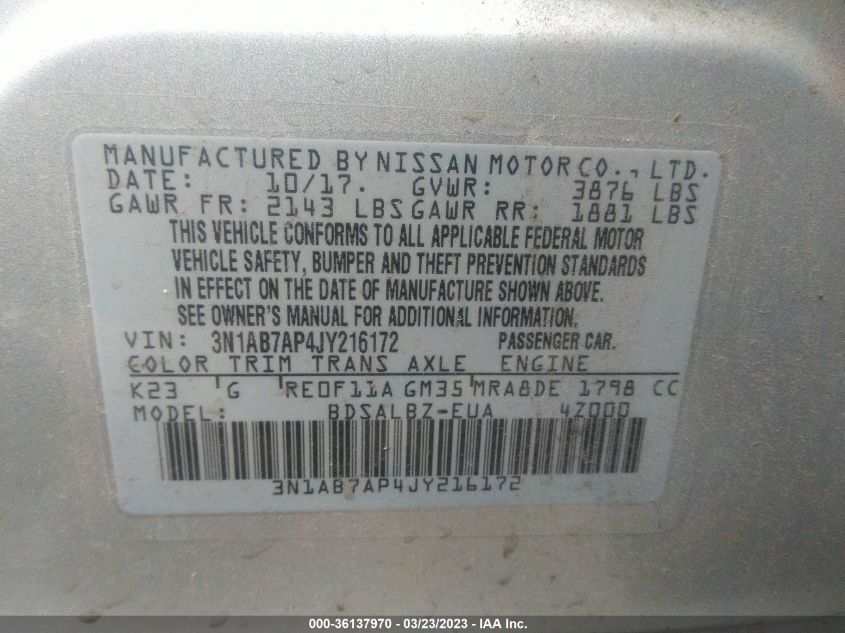 MANUFACTURED BY NISSAN MOTOR CO., LTD.
DATE: 10/17. GVWR: 3876 LBS
GAWR FR: 2143 LBS GAWR RR: 1881 LBS
THIS VEHICLE CONFORMS TO ALL APPLICABLE FEDERAL MOTOR
VEHICLE SAFETY, BUMPER AND THEFT PREVENTION STANDARDS
IN EFFECT ON THE DATE OF MANUFACTURE SHOWN ABOVE.
SEE OWNER'S MANUAL FOR ADDITIONAL INFORMATION.
VIN: 3N1AB7AP4JY216172 PASSENGER CAR.
COLOR TRIM TRANS AXLE ENGINE
K23 'G RE0F11A GM35'MRA8DE 1798 CC
MODEL: BDSALBZ-EUA 4Z000
3N1AB7AP4JY216172
000-36137970 / 03/23/2023 - IAA Inc.